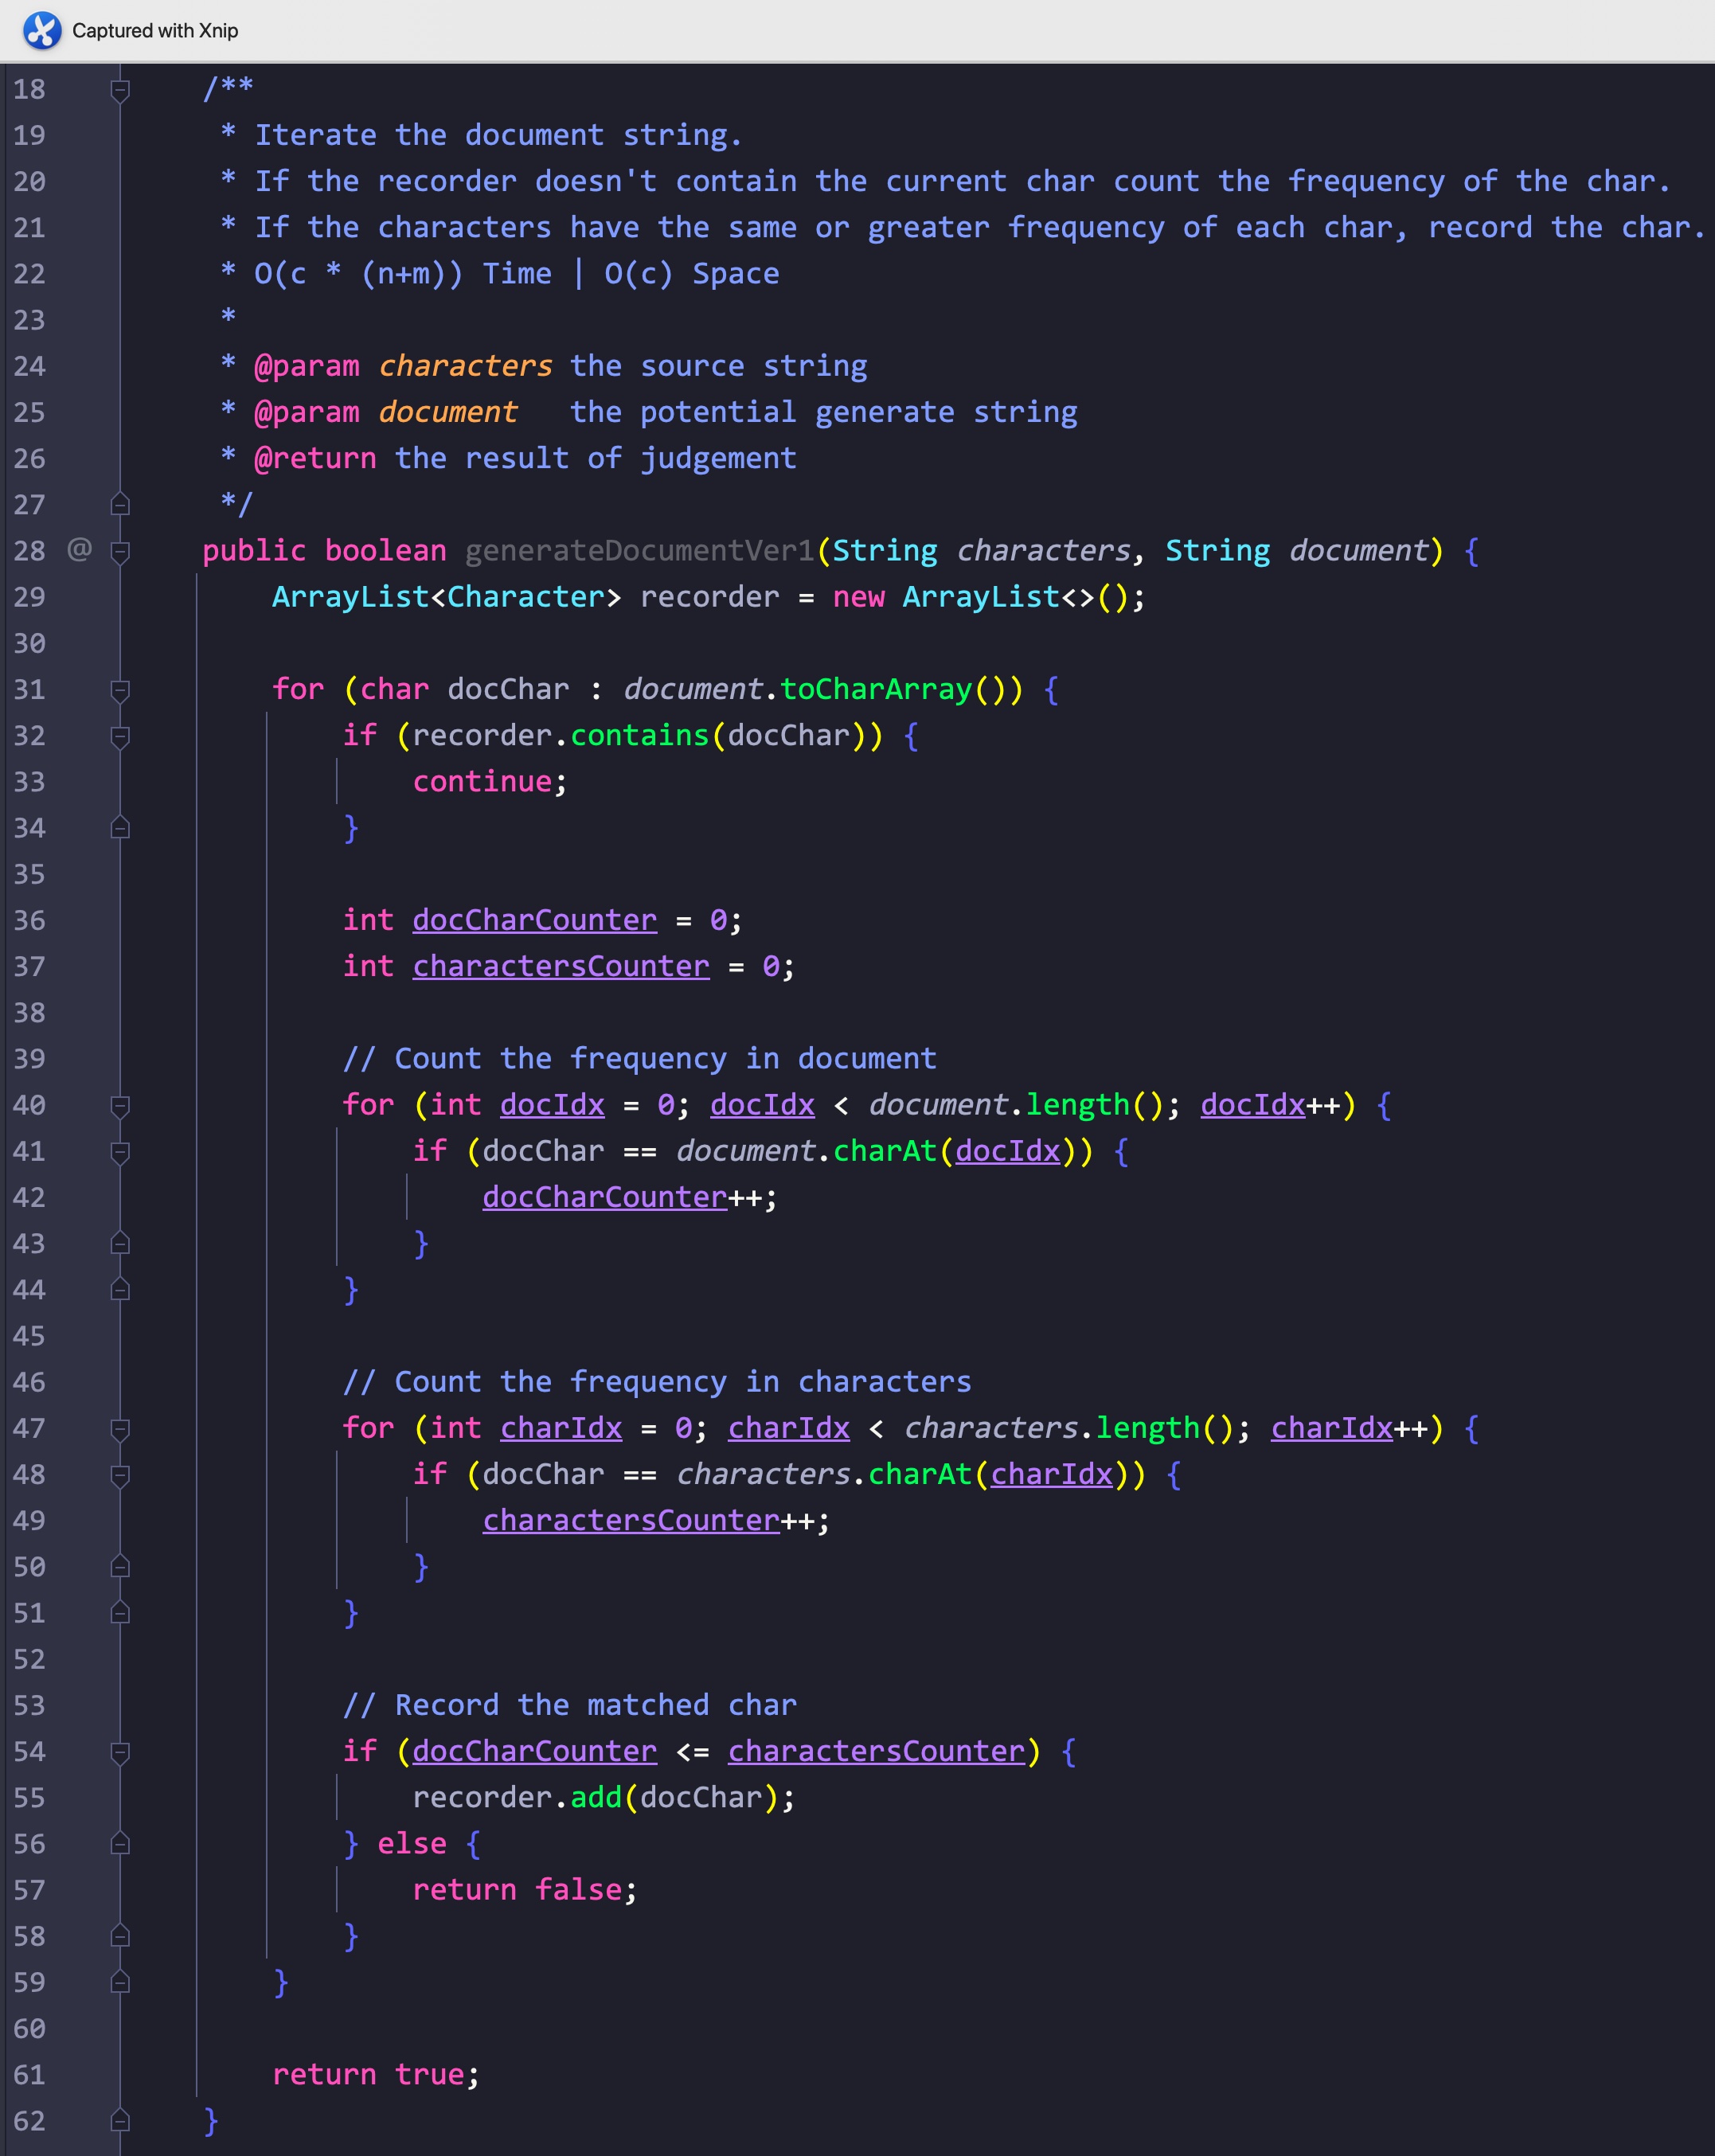 Captured with Xnip
18 /**
19 * Iterate the document string.
20 * If the recorder doesn't contain the current char count the frequency of the char.
21 * If the characters have the same or greater frequency of each char, record the char.
22 * O(c * (n+m)) Time | O(c) Space
23 *
24 * @param characters the source string
25 * @param document   the potential generate string
26 * @return the result of judgement
27 */
28 @ public boolean generateDocumentVer1(String characters, String document) {
29 ArrayList<Character> recorder = new ArrayList<>();
30
31 for (char docChar : document.toCharArray()) {
32 if (recorder.contains(docChar)) {
33 continue;
34 }
35
36 int docCharCounter = 0;
37 int charactersCounter = 0;
38
39 // Count the frequency in document
40 for (int docIdx = 0; docIdx < document.length(); docIdx++) {
41 if (docChar == document.charAt(docIdx)) {
42 docCharCounter++;
43 }
44 }
45
46 // Count the frequency in characters
47 for (int charIdx = 0; charIdx < characters.length(); charIdx++) {
48 if (docChar == characters.charAt(charIdx)) {
49 charactersCounter++;
50 }
51 }
52
53 // Record the matched char
54 if (docCharCounter <= charactersCounter) {
55 recorder.add(docChar);
56 } else {
57 return false;
58 }
59 }
60
61 return true;
62 }